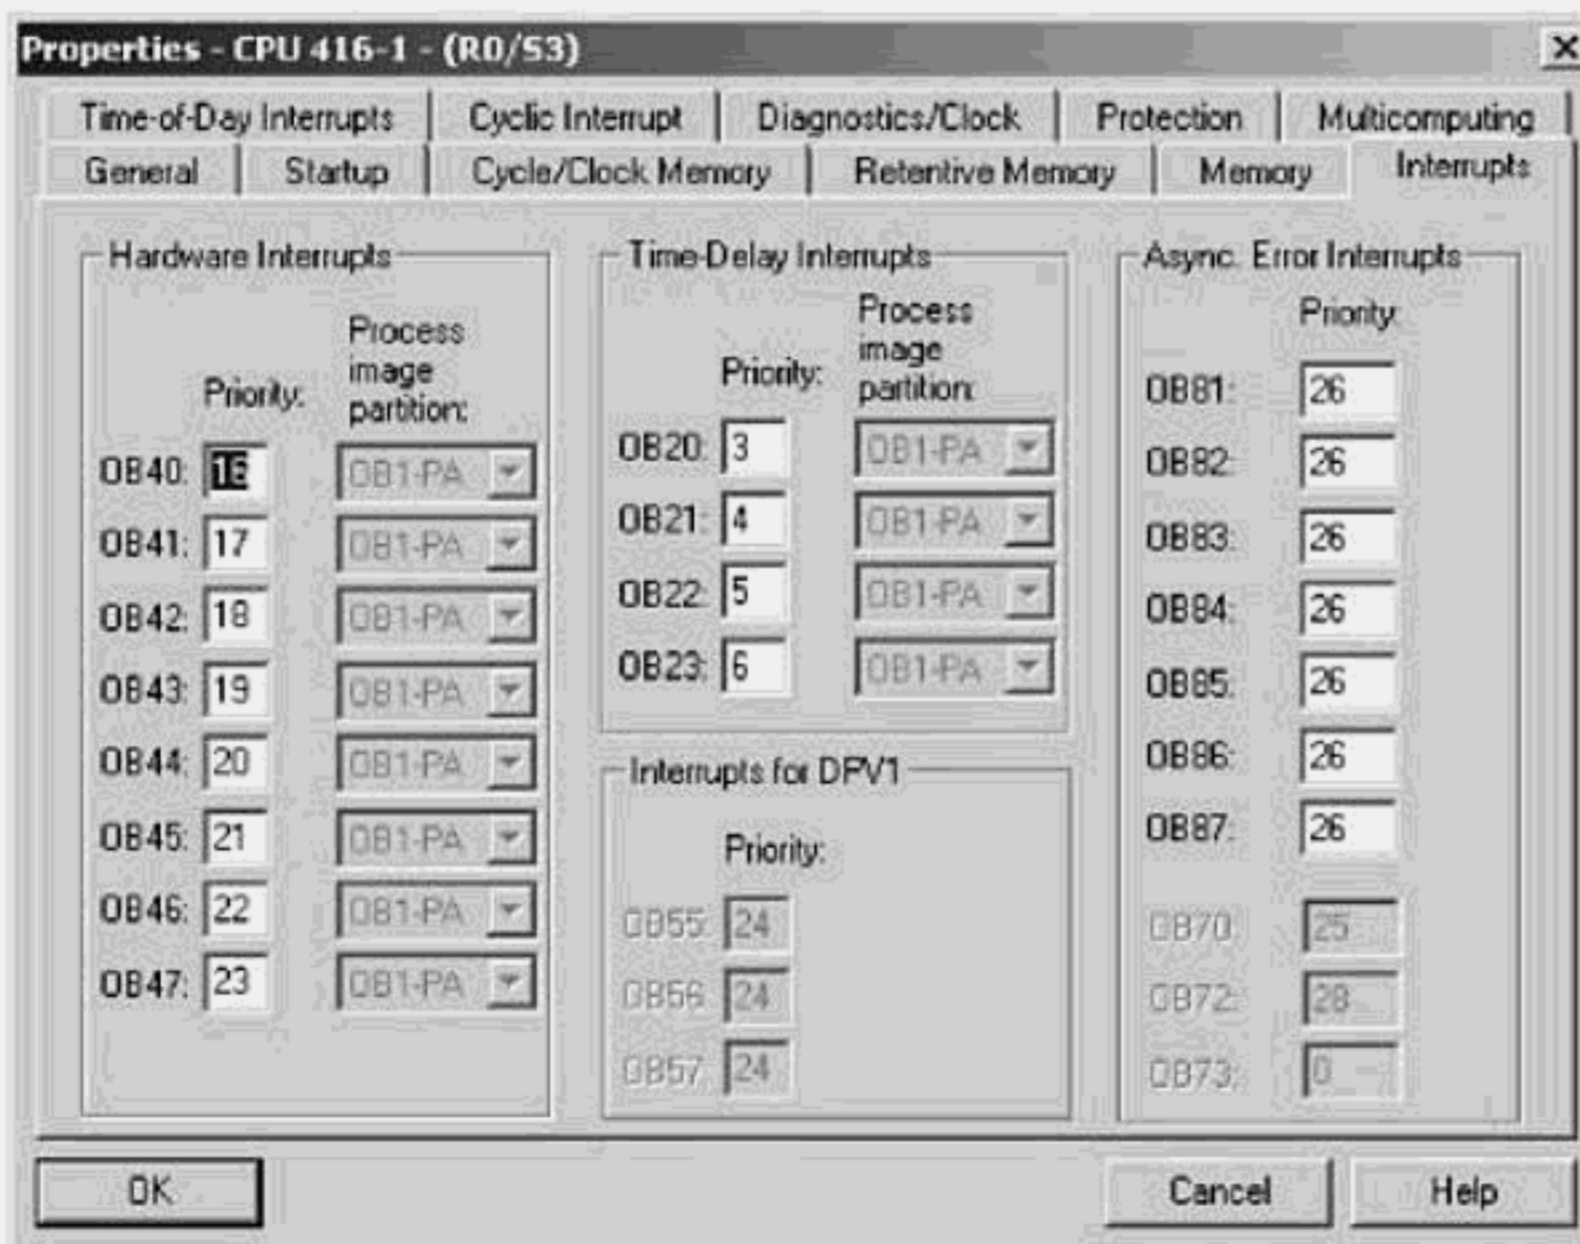 Properties - CPU 416-1 - (R0/S3)
Time-of-Day Interrupts Cyclic Interrupt Diagnostics/Clock Protection Multicomputing
General Startup Cycle/Clock Memory Retentive Memory Memory Interrupts
Hardware Interrupts
Priority:
Process
image
partition:
OB40: 16 OB1-PA
OB41: 17 OB1-PA
OB42: 18 OB1-PA
OB43: 19 OB1-PA
OB44: 20 OB1-PA
OB45: 21 OB1-PA
OB46: 22 OB1-PA
OB47: 23 OB1-PA
Time-Delay Interrupts
Priority:
Process
image
partition:
OB20: 3 OB1-PA
OB21: 4 OB1-PA
OB22: 5 OB1-PA
OB23: 6 OB1-PA
Interrupts for DPV1
Priority:
OB55: 24
OB56: 24
OB57: 24
Async. Error Interrupts
Priority:
OB81: 26
OB82: 26
OB83: 26
OB84: 26
OB85: 26
OB86: 26
OB87: 26
OB70: 25
OB72: 28
OB73: 0
OK Cancel Help